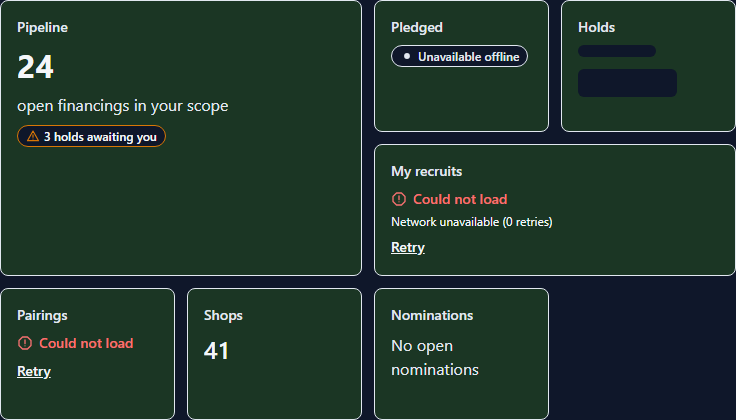 Pipeline
24
open financings in your scope
3 holds awaiting you
Pledged
Unavailable offline
Holds
My recruits
Could not load
Network unavailable (0 retries)
Retry
Pairings
Could not load
Retry
Shops
41
Nominations
No open
nominations